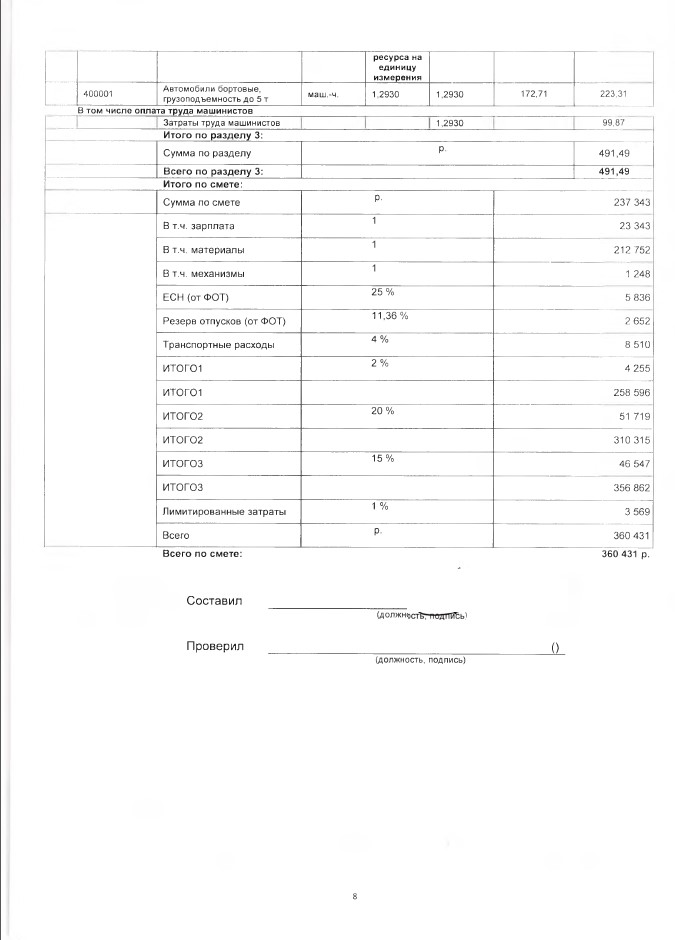 ресурса на
единицу
измерения
400001 Автомобили бортовые, грузоподъемность до 5 т маш.-ч. 1,2930 1,2930 172,71 223,31
В том числе оплата труда машинистов
Затраты труда машинистов 1,2930 99,87
Итого по разделу 3:
Сумма по разделу р. 491,49
Всего по разделу 3: 491,49
Итого по смете:
Сумма по смете р. 237 343
В т.ч. зарплата 1 23 343
В т.ч. материалы 1 212 752
В т.ч. механизмы 1 1 248
ЕСН (от ФОТ) 25 % 5 836
Резерв отпусков (от ФОТ) 11,36 % 2 652
Транспортные расходы 4 % 8 510
ИТОГО1 2 % 4 255
ИТОГО1 258 596
ИТОГО2 20 % 51 719
ИТОГО2 310 315
ИТОГО3 15 % 46 547
ИТОГО3 356 862
Лимитированные затраты 1 % 3 569
Всего р. 360 431
Всего по смете: 360 431 р.
Составил
(должность, подпись)
Проверил ()
(должность, подпись)
8